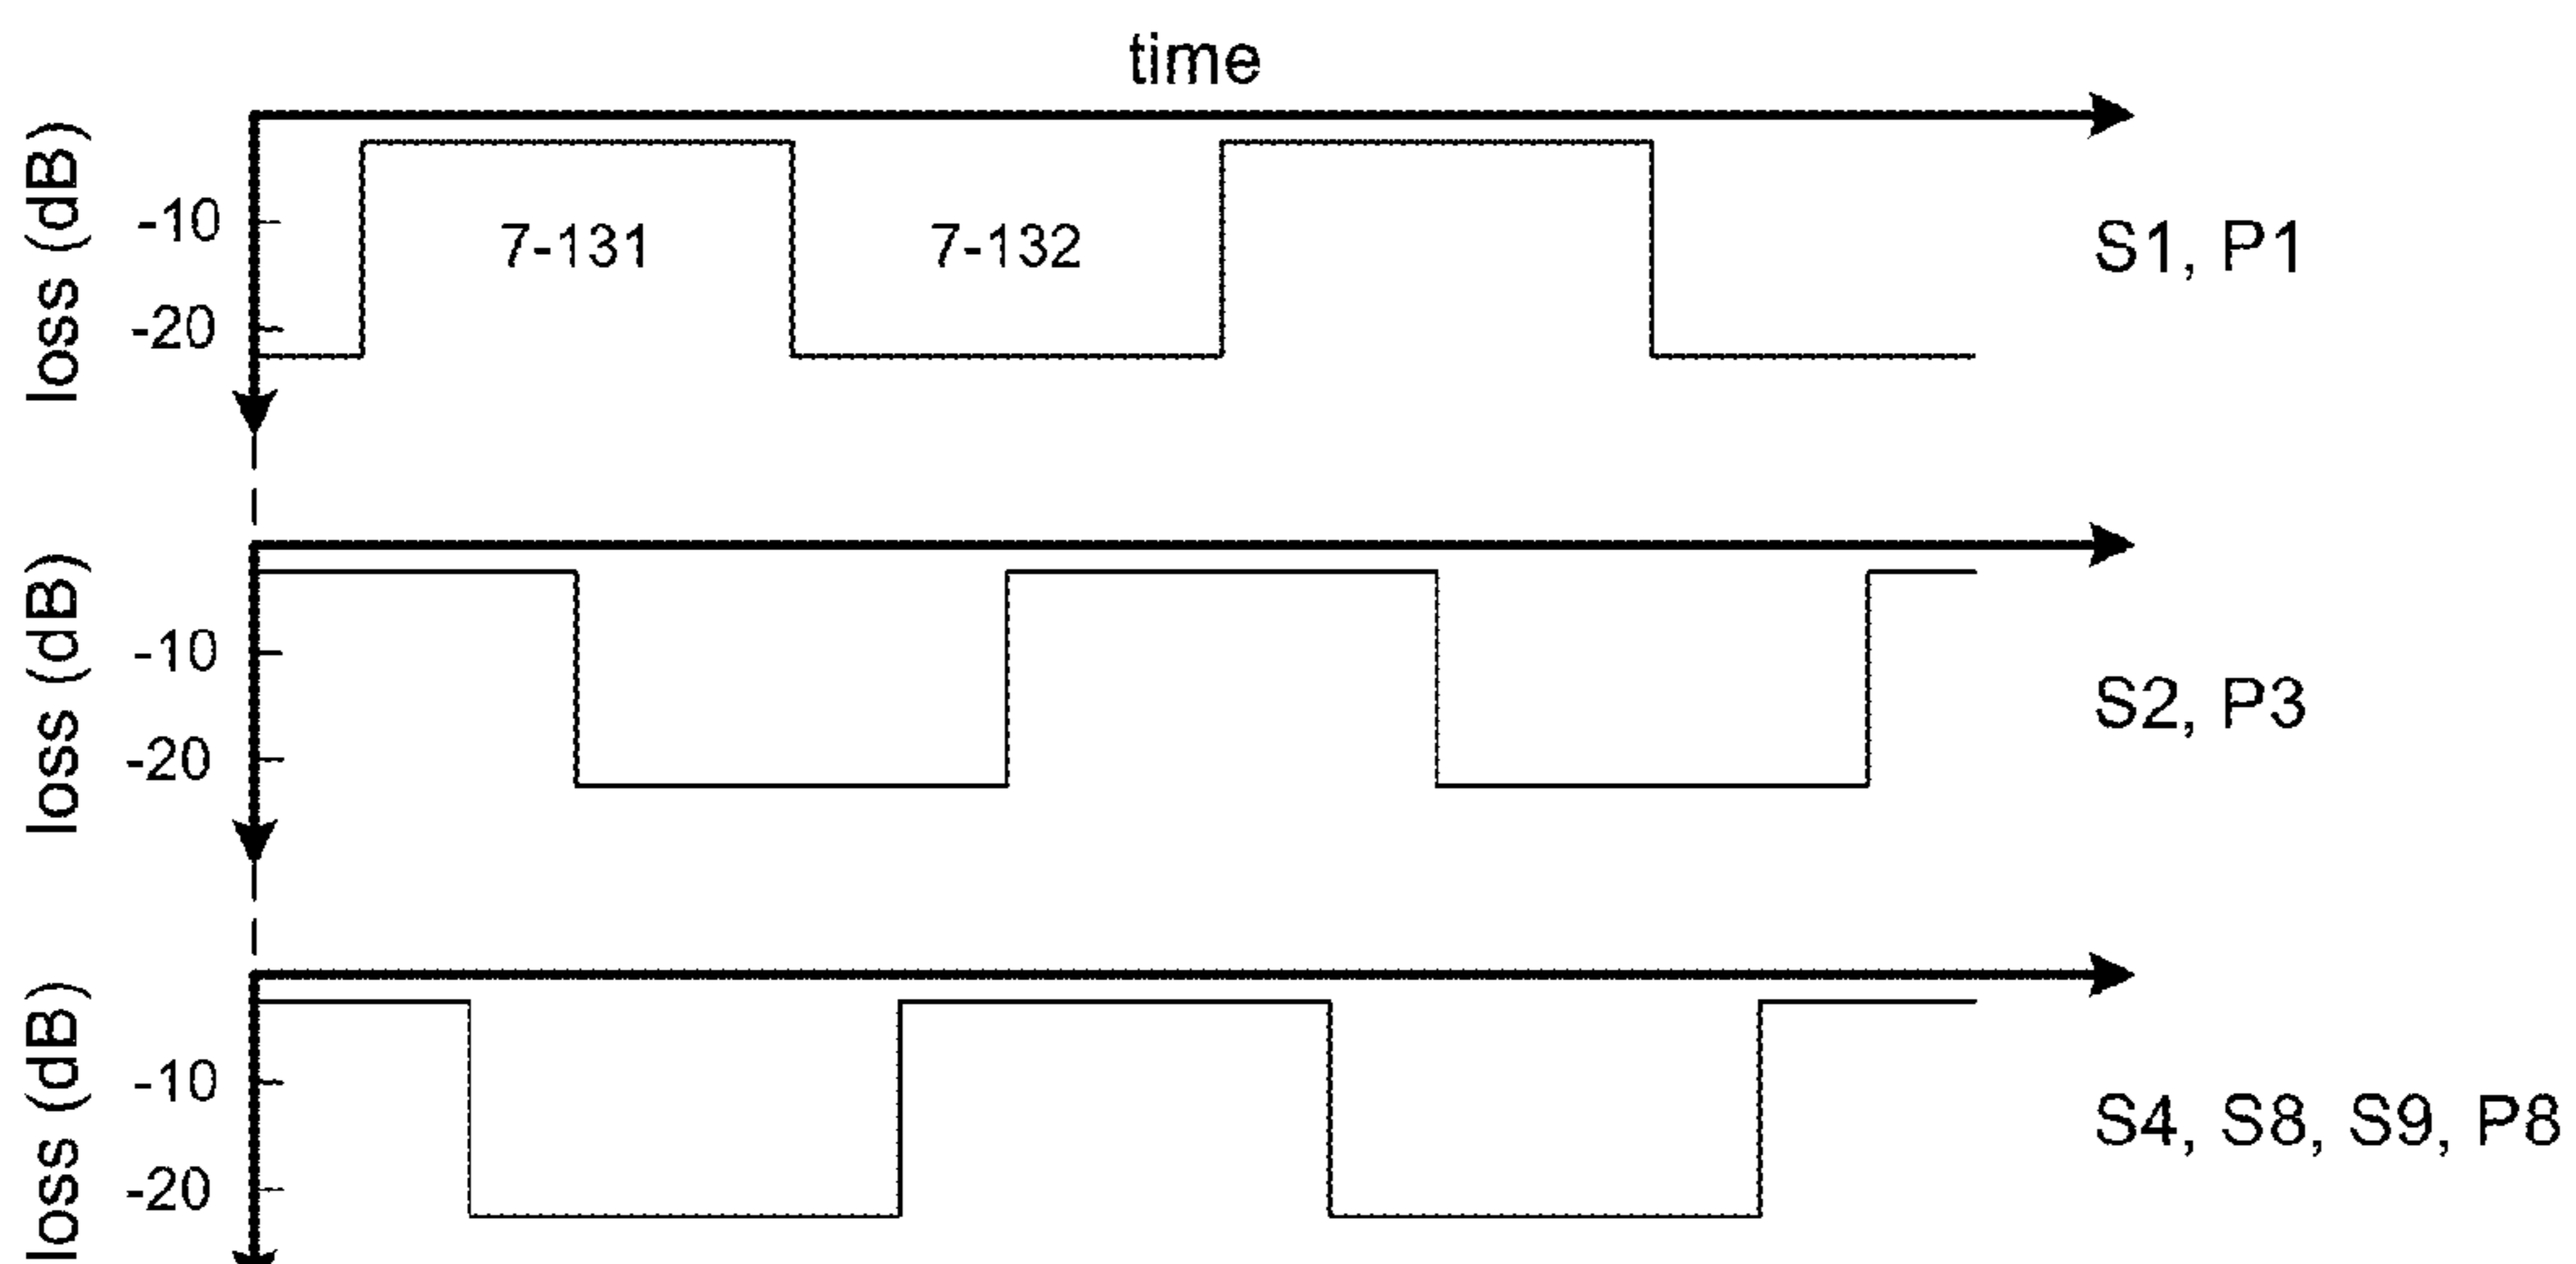 time
loss (dB)
-10
-20
7-131
7-132
S1, P1
loss (dB)
-10
-20
S2, P3
loss (dB)
-10
-20
S4, S8, S9, P8